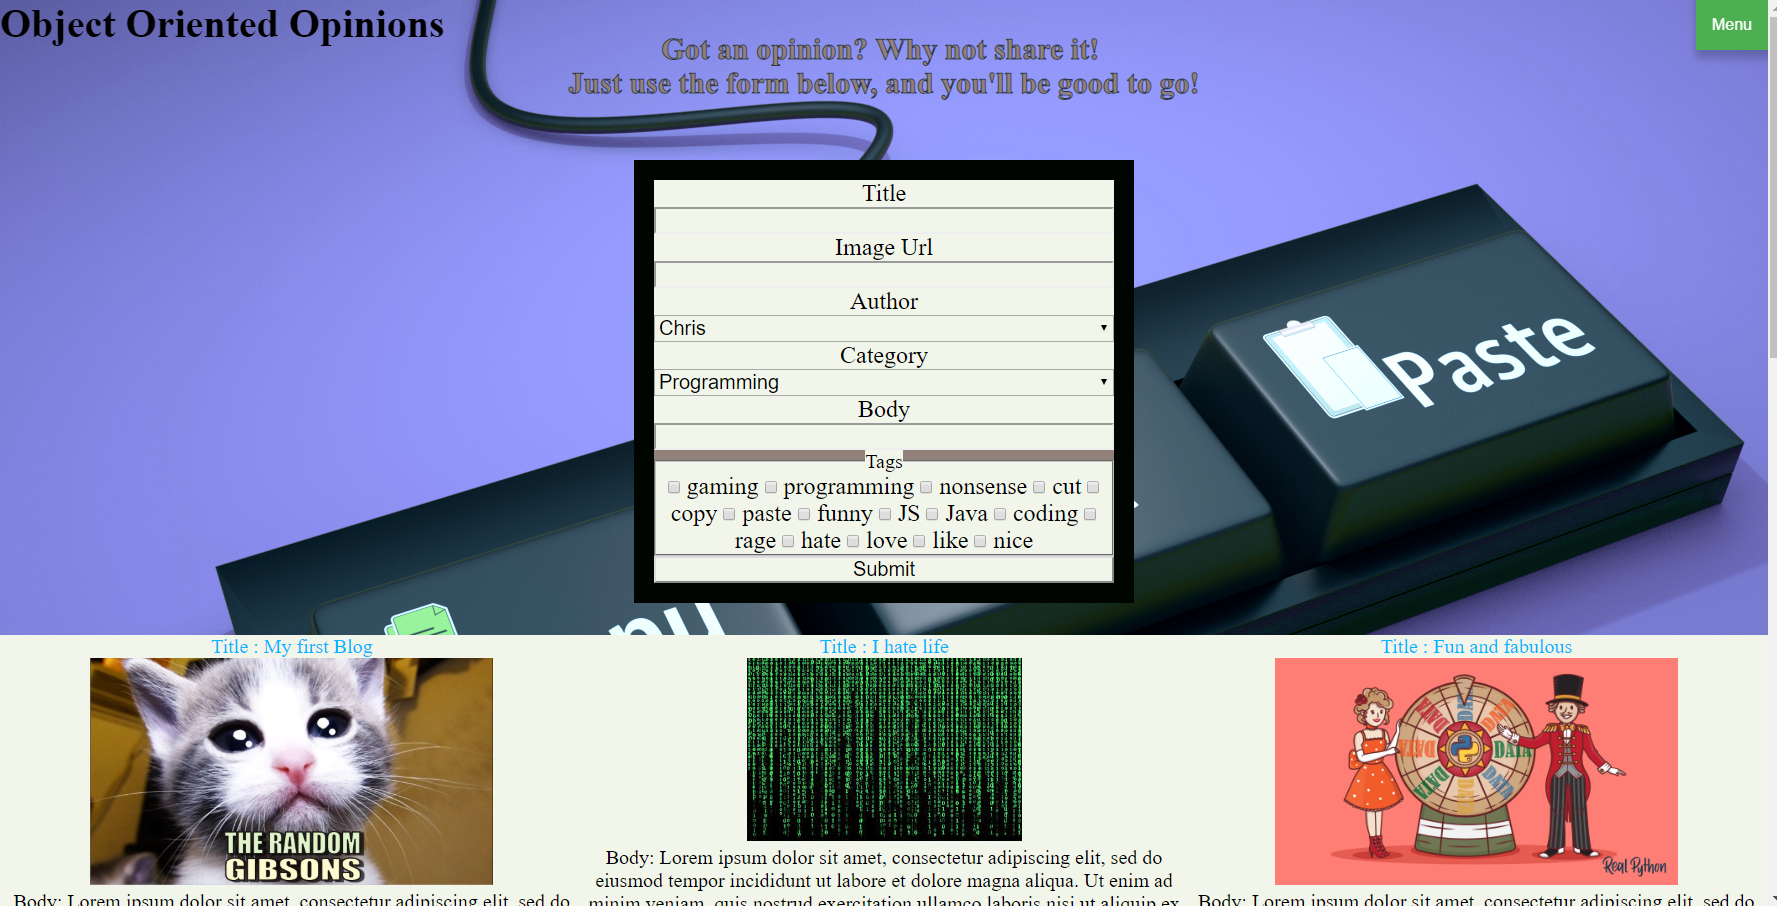 Object Oriented Opinions
Menu
Got an opinion? Why not share it!
Just use the form below, and you'll be good to go!
Title
Image Url
Author
Chris
Category
Programming
Body
Tags
gaming programming nonsense cut
copy paste funny JS Java coding
rage hate love like nice
Submit
Paste
Title : My first Blog
Title : I hate life
Title : Fun and fabulous
THE RANDOM
GIBSONS
DATA
DATA
DATA
DATA
Real Python
Body: Lorem ipsum dolor sit amet, consectetur adipiscing elit, sed do
eiusmod tempor incididunt ut labore et dolore magna aliqua. Ut enim ad
minim veniam, quis nostrud exercitation ullamco laboris nisi ut aliquip ex
Body: Lorem ipsum dolor sit amet, consectetur adipiscing elit, sed do
Body: Lorem ipsum dolor sit amet, consectetur adipiscing elit, sed do